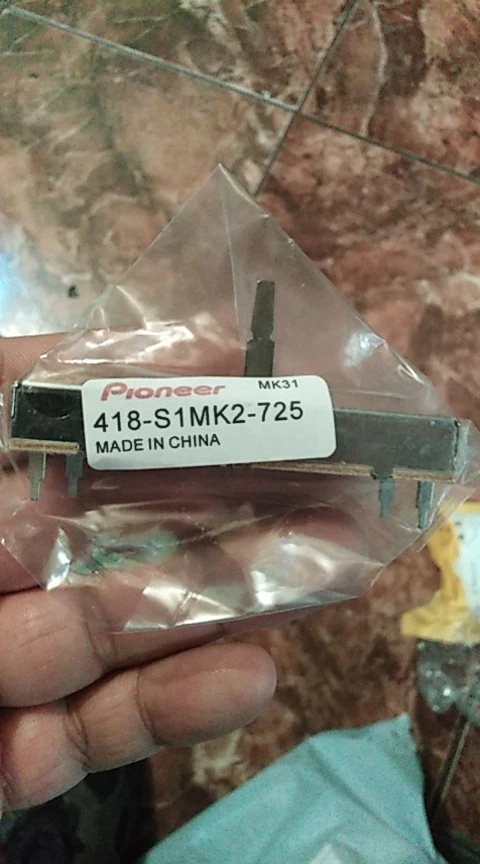 Pioneer MK31
418-S1MK2-725
MADE IN CHINA